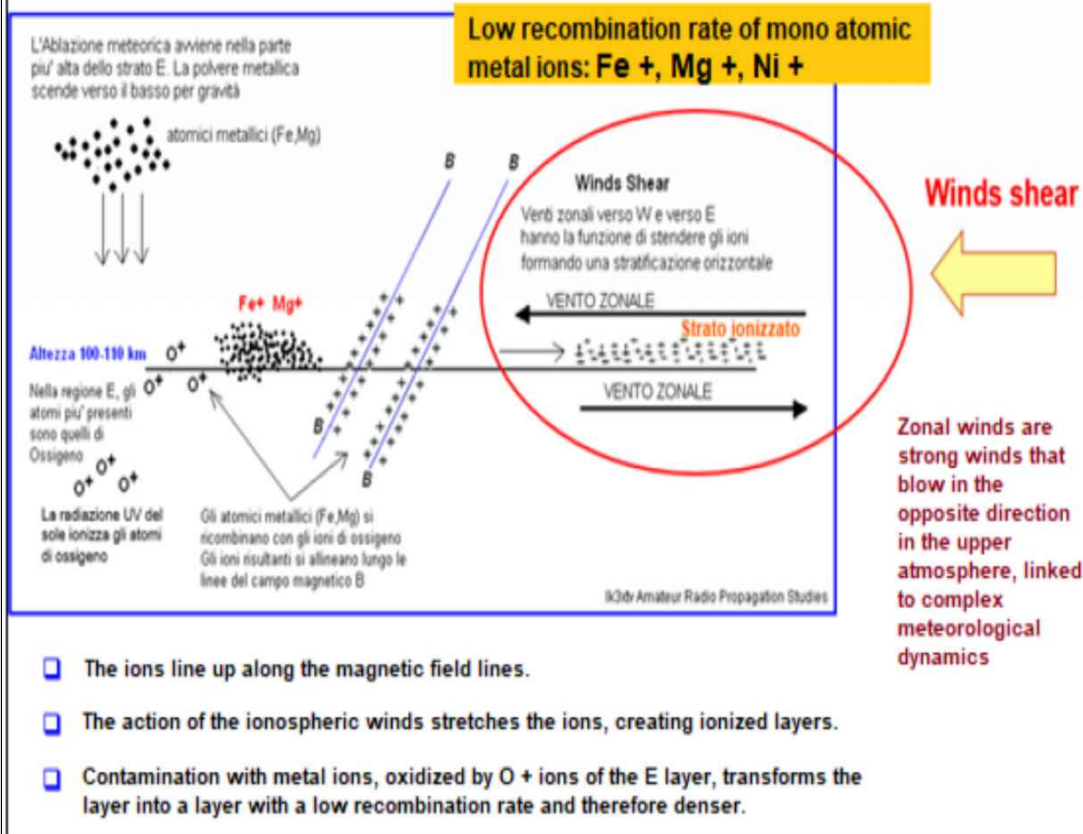 Low recombination rate of mono atomic
metal ions: Fe +, Mg +, Ni +
L'Ablazione meteorica avviene nella parte
piu' alta dello strato E. La polvere metallica
scende verso il basso per gravità
atomici metallici (Fe,Mg)
B
B
Winds Shear
Venti zonali verso W e verso E
hanno la funzione di stendere gli ioni
formando una stratificazione orizzontale
Winds shear
VENTO ZONALE
Fe+ Mg+
Strato ionizzato
Altezza 100-110 km
O+
O+
O+
VENTO ZONALE
Nella regione E, gli
atomi piu' presenti
sono quelli di
Ossigeno
B
B
O+
O+
O+
La radiazione UV del
sole ionizza gli atomi
di ossigeno
Gli atomici metallici (Fe,Mg) si
ricombinano con gli ioni di ossigeno
Gli ioni risultanti si allineano lungo le
linee del campo magnetico B
Ik3xtv Amateur Radio Propagation Studies
Zonal winds are
strong winds that
blow in the
opposite direction
in the upper
atmosphere, linked
to complex
meteorological
dynamics
The ions line up along the magnetic field lines.
The action of the ionospheric winds stretches the ions, creating ionized layers.
Contamination with metal ions, oxidized by O + ions of the E layer, transforms the
layer into a layer with a low recombination rate and therefore denser.